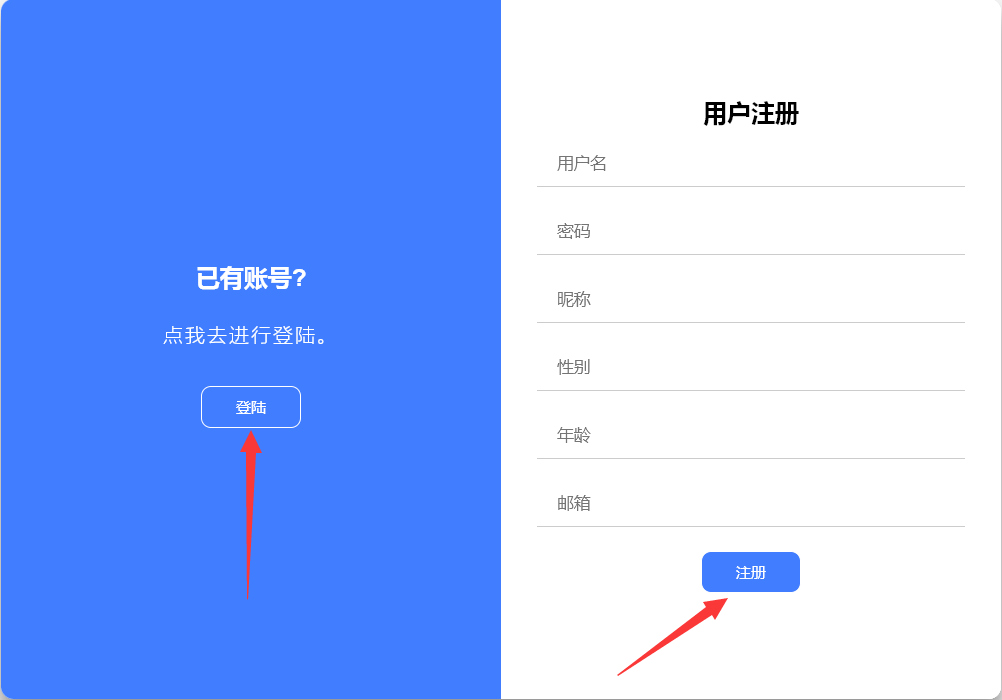 已有账号?
点我去进行登陆。
登陆
用户注册
用户名
密码
昵称
性别
年龄
邮箱
注册